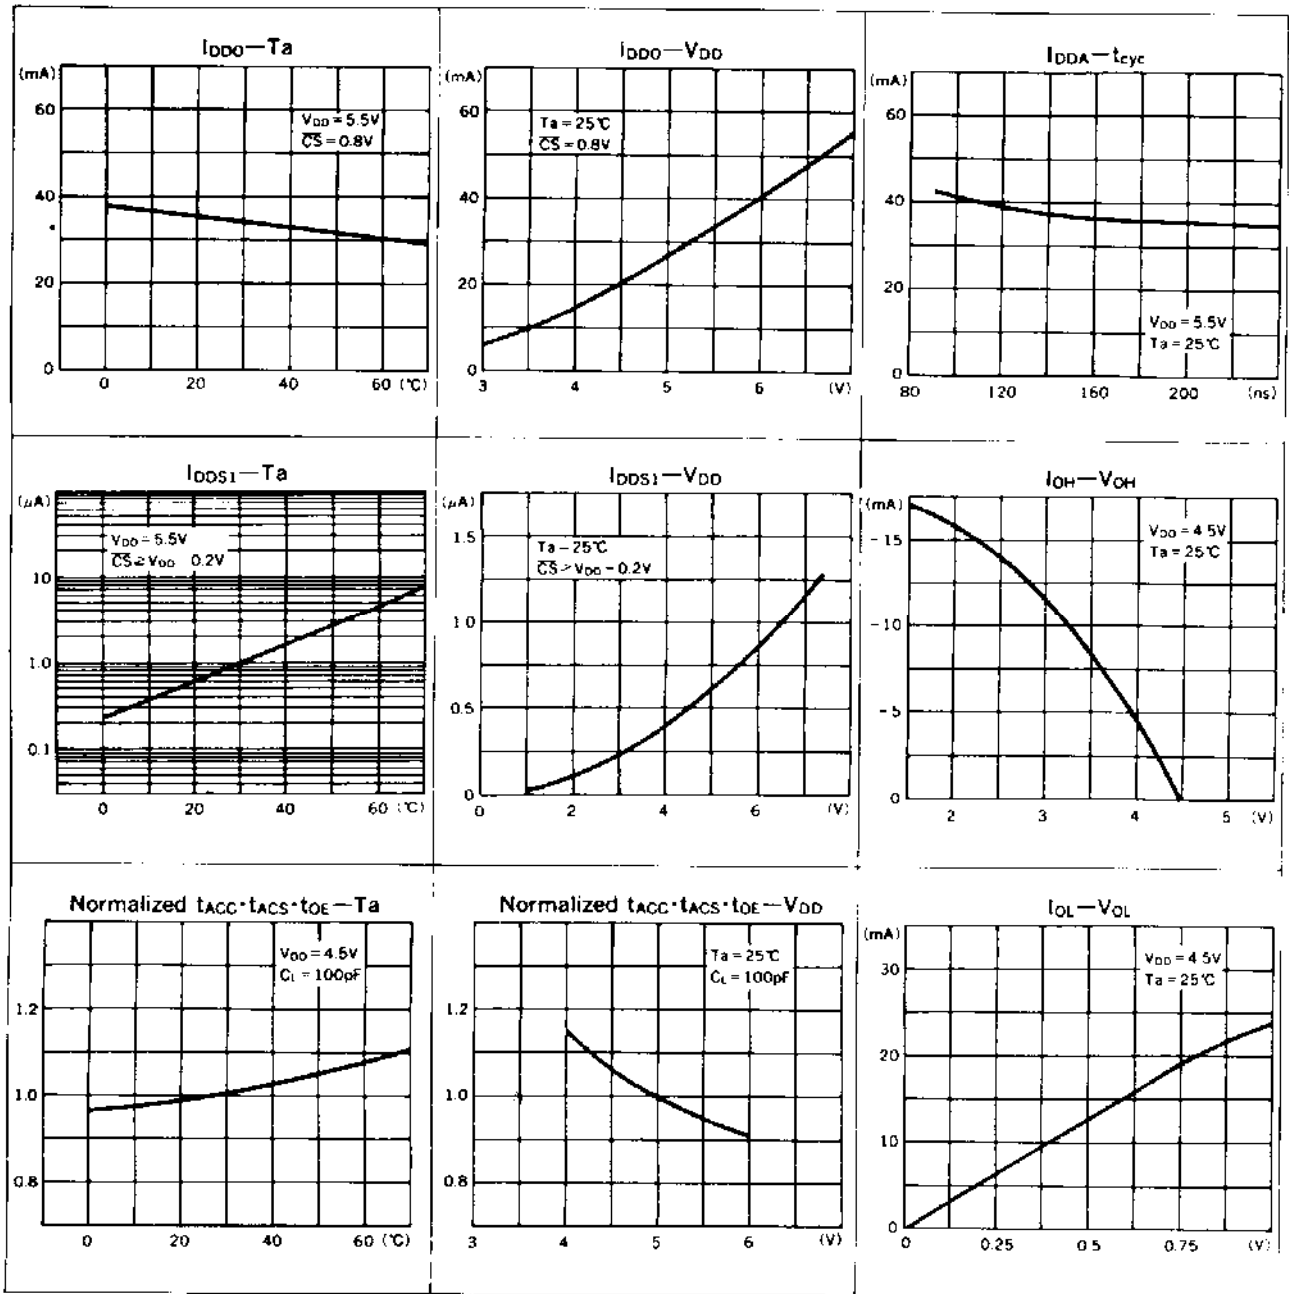 IDDO—Ta
(mA)
60
40
20
0
VDD = 5.5V
CS = 0.8V
0 20 40 60 (℃)
IDDO—VDD
(mA)
60
40
20
0
Ta = 25℃
CS = 0.8V
3 4 5 6 (V)
IDDA—tcyc
(mA)
60
40
20
0
VDD = 5.5V
Ta = 25℃
80 120 160 200 (ns)
IDDS1—Ta
(μA)
10
1.0
0.1
VDD = 5.5V
CS ≥ VDD 0.2V
0 20 40 60 (℃)
IDDS1—VDD
(μA)
1.5
1 0
0.5
0
Ta - 25℃
CS > VDD - 0.2V
0 2 4 6 (V)
IOH—VOH
(mA)
-15
-10
-5
0
VDD = 4.5V
Ta = 25℃
2 3 4 5 (V)
Normalized tACC·tACS·tOE—Ta
1.2
1.0
0.8
VDD = 4.5V
CL = 100pF
0 20 40 60 (℃)
Normalized tACC·tACS·tOE—VDD
1.2
1.0
0.8
Ta = 25℃
CL = 100pF
3 4 5 6 (V)
IOL—VOL
(mA)
30
20
10
0
VDD = 4.5V
Ta = 25℃
0 0.25 0.5 0.75 (V)